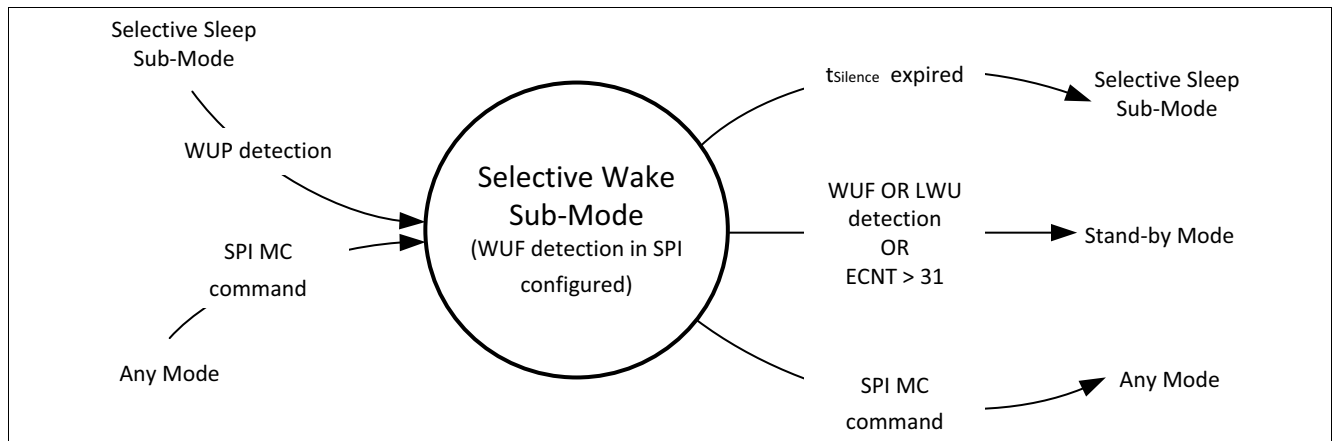 Selective Sleep
Sub-Mode
WUP detection
SPI MC
command
Any Mode
Selective Wake
Sub-Mode
(WUF detection in SPI
configured)
tSilence expired
Selective Sleep
Sub-Mode
WUF OR LWU
detection
OR
ECNT > 31
Stand-by Mode
SPI MC
command
Any Mode